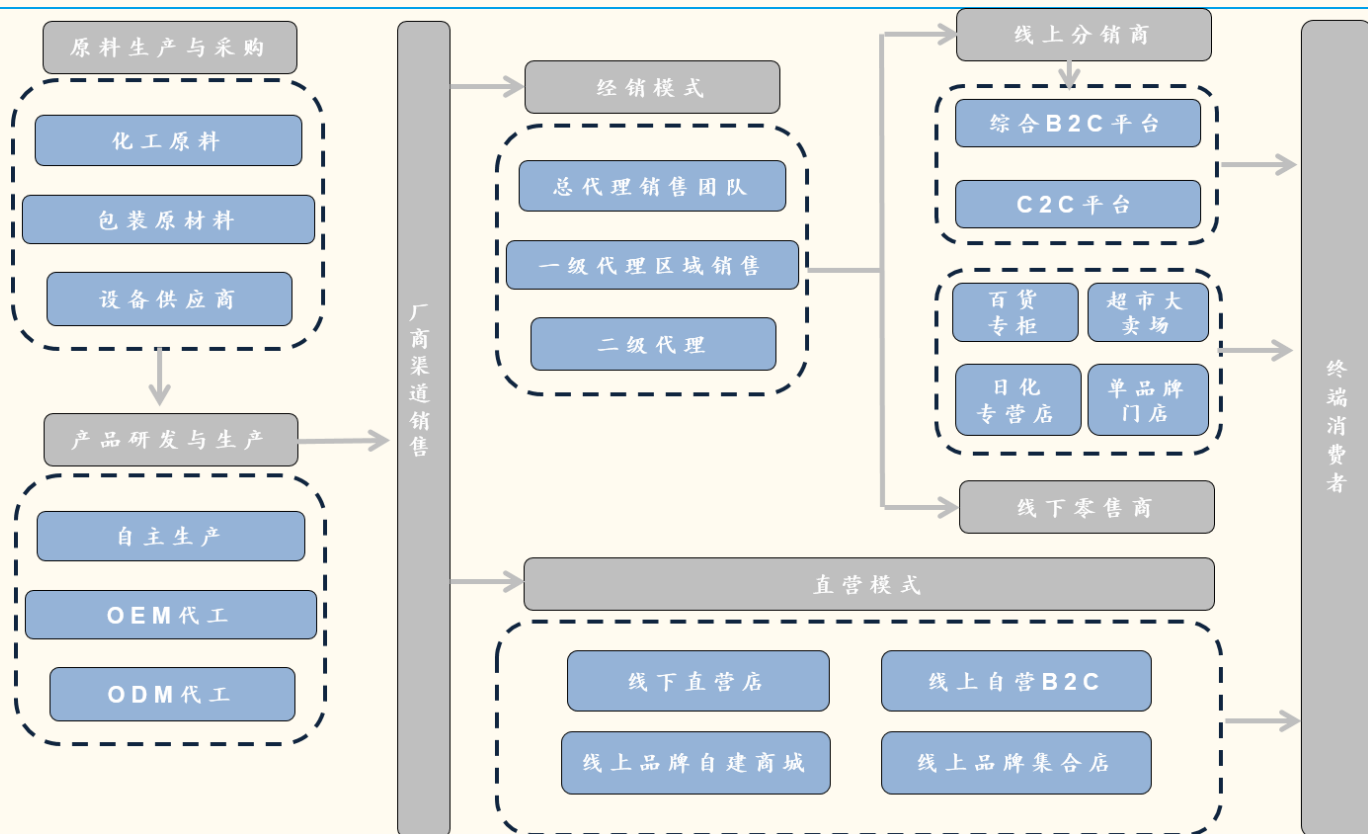 原料生产与采购
化工原料
包装原材料
设备供应商
产品研发与生产
自主生产
OEM代工
ODM代工
厂商渠道销售
经销模式
总代理销售团队
一级代理区域销售
二级代理
线上分销商
综合B2C平台
C2C平台
百货
专柜
超市大
卖场
日化
专营店
单品牌
门店
线下零售商
直营模式
线下直营店
线上自营B2C
线上品牌自建商城
线上品牌集合店
终端消费者